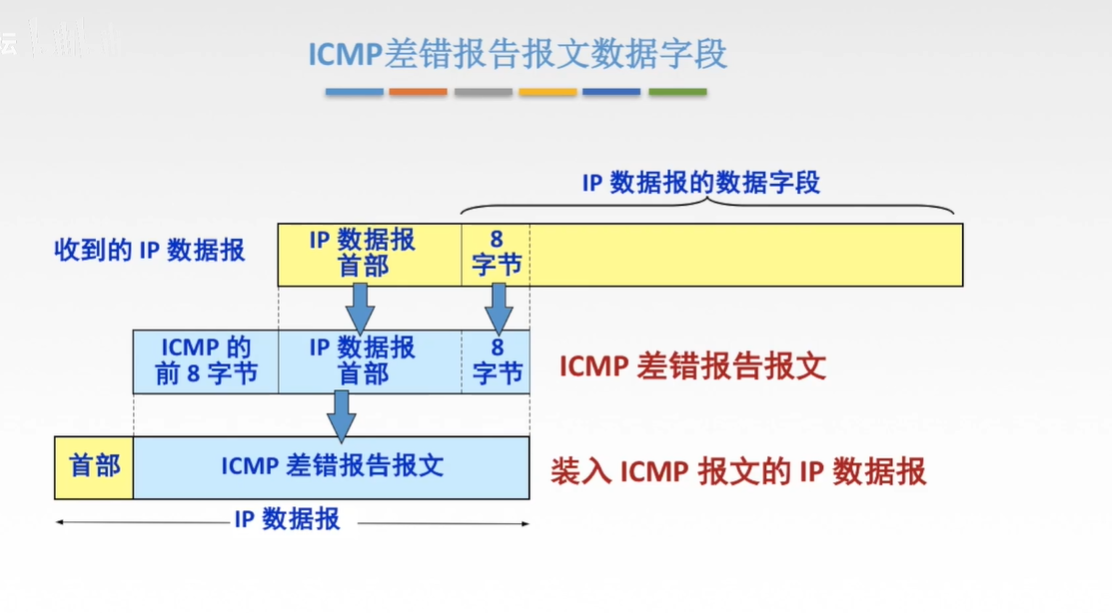 坛
ICMP差错报告报文数据字段
IP 数据报的数据字段
收到的 IP 数据报
IP 数据报
首部
8
字节
ICMP 的
前 8 字节
IP 数据报
首部
8
字节
ICMP 差错报告报文
首部
ICMP 差错报告报文
装入 ICMP 报文的 IP 数据报
IP 数据报